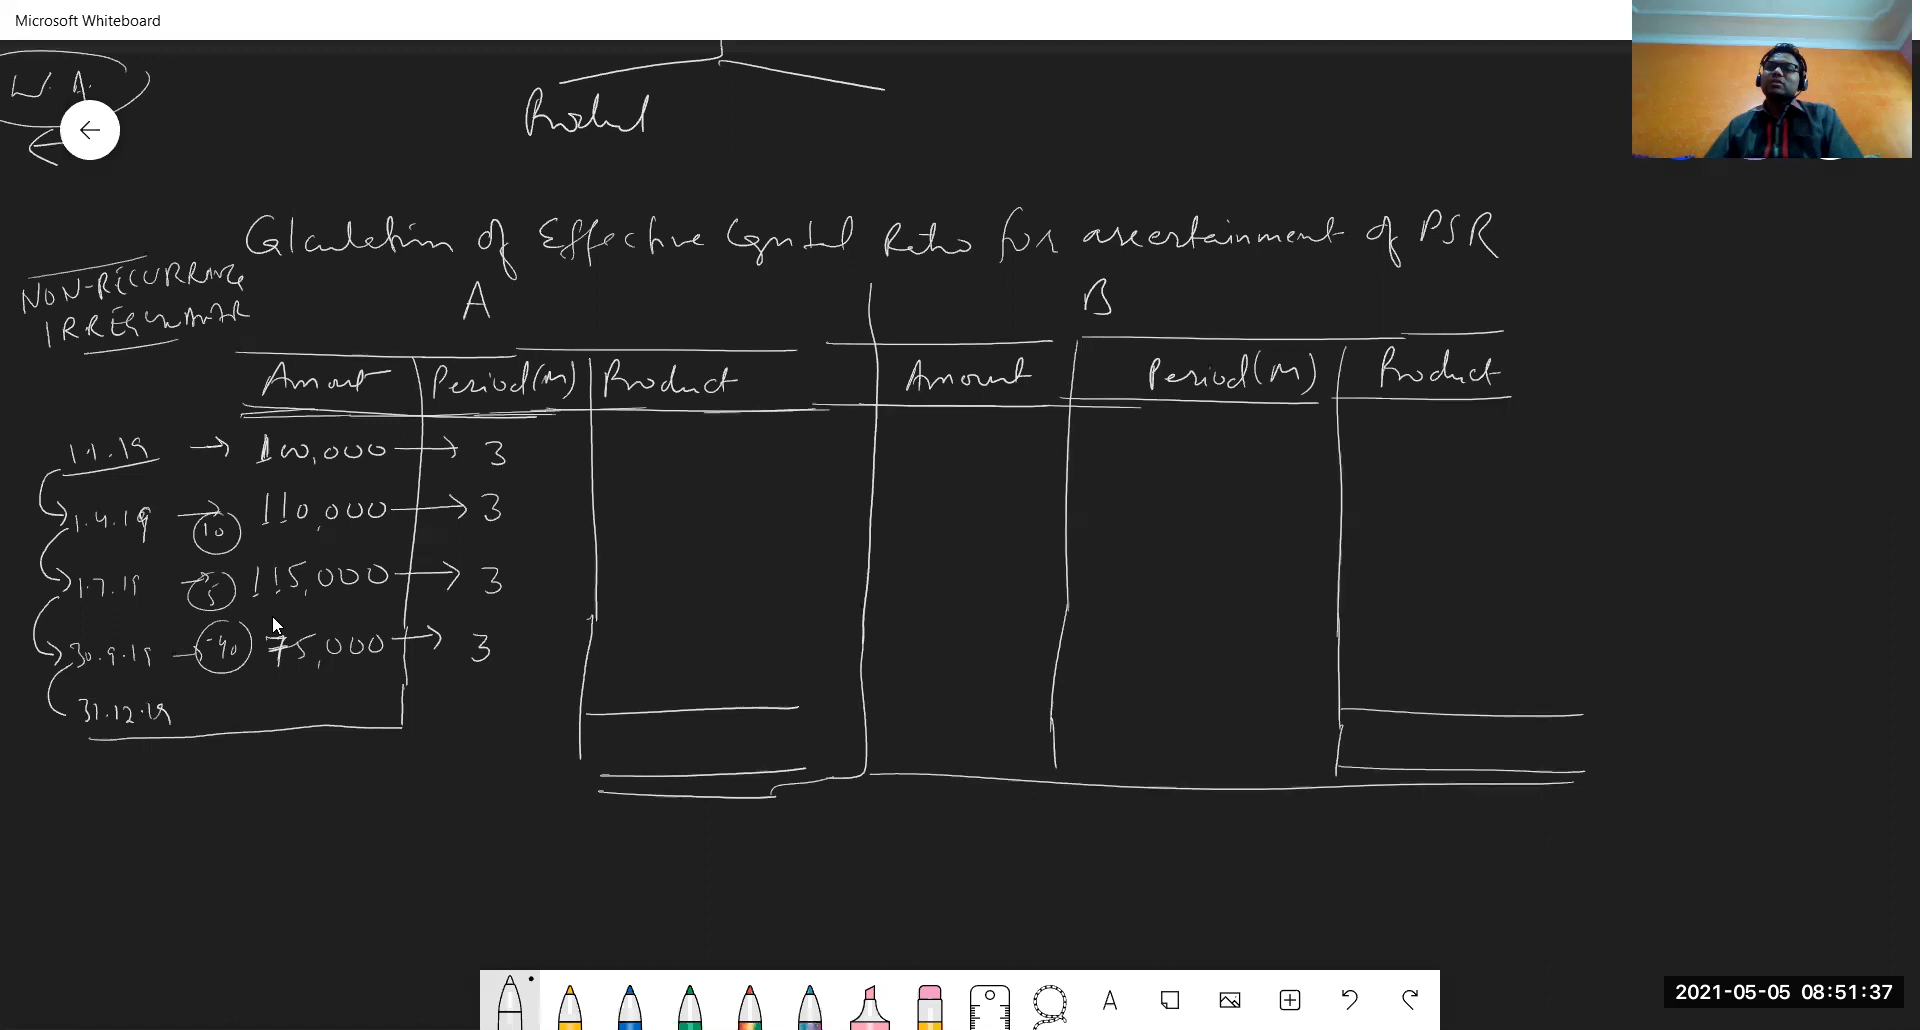 Microsoft Whiteboard
W. A.
Product
Calculation of Effective Capital Ratio for ascertainment of PSR
NON-RECURRANCE
IRREGULAR
A B
Amount Period(M) Product Amount Period(M) Product
1.1.19 → 100,000 → 3
1.4.19 → 10 110,000 → 3
1.7.19 → 5 115,000 → 3
30.9.19 → -40 75,000 → 3
31.12.19
A
2021-05-05 08:51:37